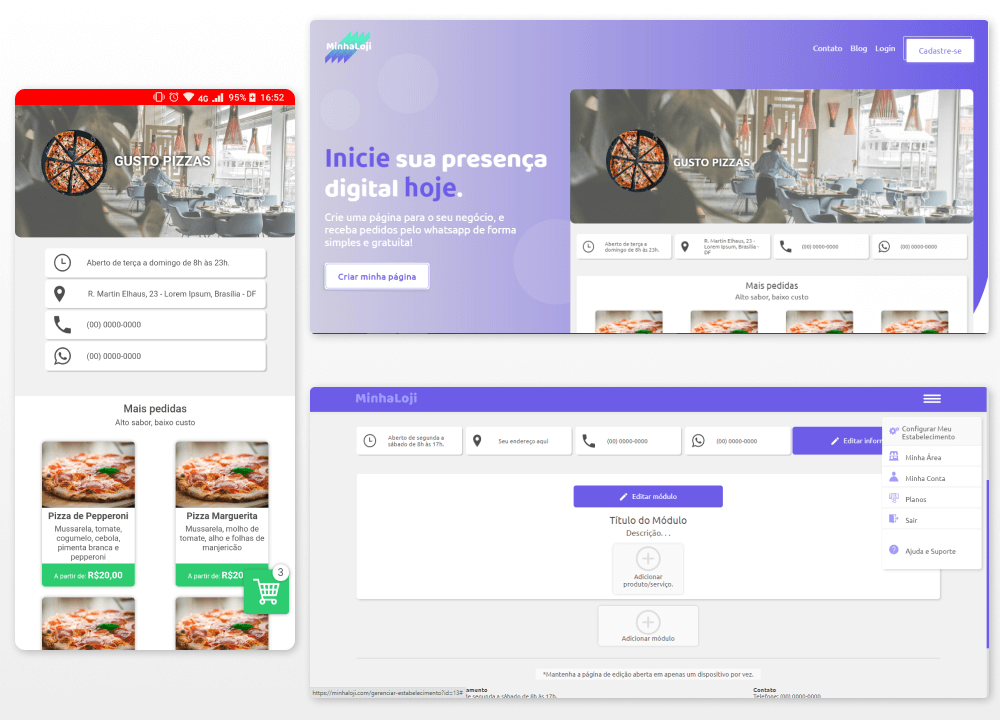 4G 95% 16:52
GUSTO PIZZAS
Aberto de terça a domingo de 8h às 23h.
R. Martin Elhaus, 23 - Lorem Ipsum, Brasília - DF
(00) 0000-0000
(00) 0000-0000
Mais pedidos
Alto sabor, baixo custo
Pizza de Pepperoni
Mussarela, tomate,
cogumelo, cebola,
pimenta branca e
pepperoni
A partir de: R$20,00
Pizza Marguerita
Mussarela, molho de
tomate, alho e folhas de
manjericão
A partir de: R$20
3
MinhaLoji
Contato Blog Login Cadastre-se
Inicie sua presença
digital hoje.
Crie uma página para o seu negócio, e
receba pedidos pelo whatsapp de forma
simples e gratuita!
Criar minha página
GUSTO PIZZAS
Aberto de terça a
domingo de 8h às 23h.
R. Martin Elhaus, 23 -
Lorem Ipsum, Brasília -
DF
(00) 0000-0000
(00) 0000-0000
Mais pedidos
Alto sabor, baixo custo
MinhaLoji
Aberto de segunda a
sábado de 8h às 17h.
Seu endereço aqui
(00) 0000-0000
(00) 0000-0000
Editar inform
Configurar Meu
Estabelecimento
Minha Área
Minha Conta
Planos
Sair
Ajuda e Suporte
Editar módulo
Título do Módulo
Descrição. . .
Adicionar
produto/serviço.
Adicionar módulo
*Mantenha a página de edição aberta em apenas um dispositivo por vez.
https://minhaloji.com/gerenciar-estabelecimento?id=13#
amento
te segunda a sábado de 8h às 17h.
Contato
Telefone: (00) 0000-0000